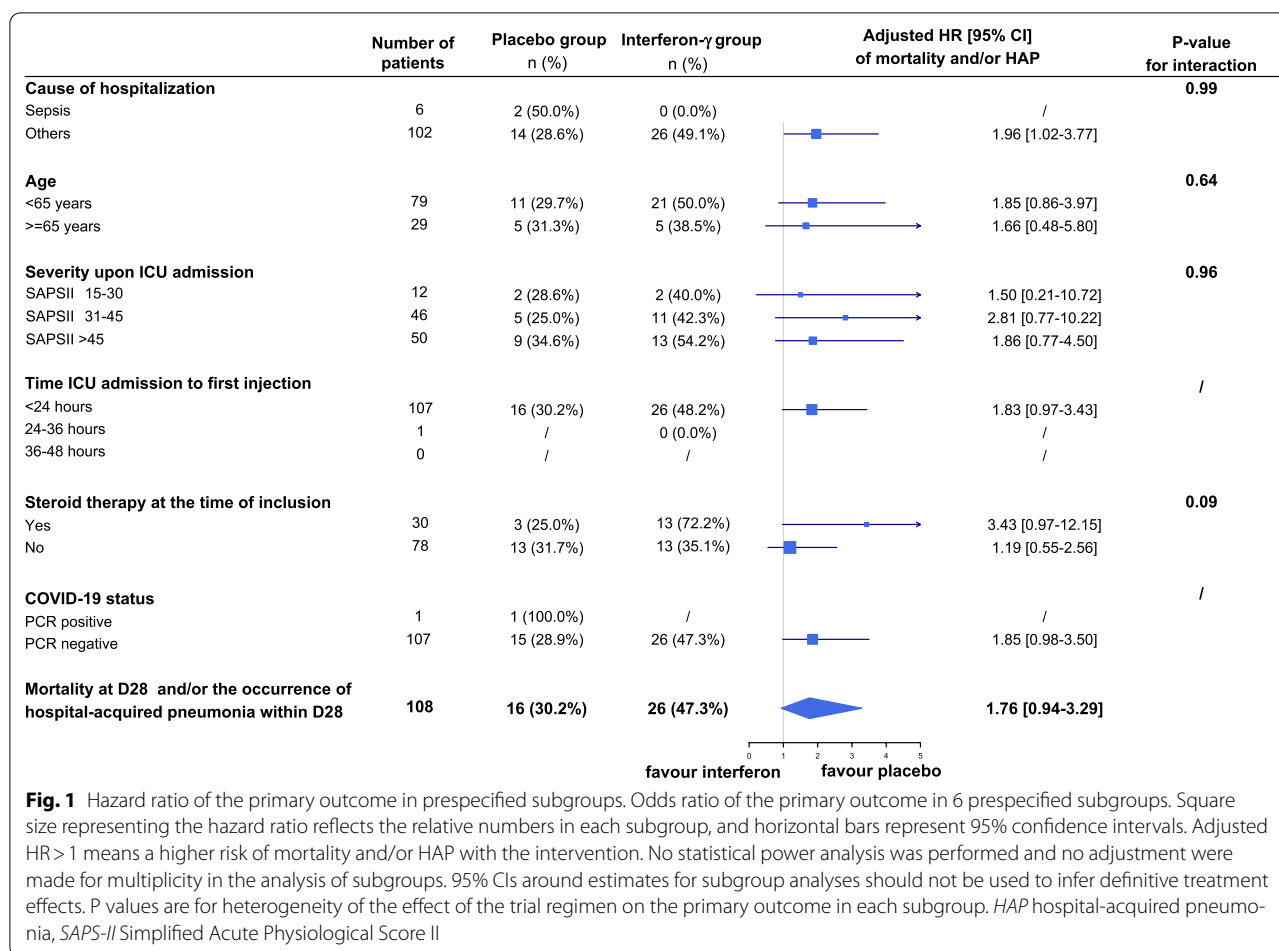 Number of patients Placebo group n (%) Interferon-γ group n (%) Adjusted HR [95% CI] of mortality and/or HAP P-value for interaction
Cause of hospitalization 0.99
Sepsis 6 2 (50.0%) 0 (0.0%) /
Others 102 14 (28.6%) 26 (49.1%) 1.96 [1.02-3.77]
Age 0.64
<65 years 79 11 (29.7%) 21 (50.0%) 1.85 [0.86-3.97]
>=65 years 29 5 (31.3%) 5 (38.5%) 1.66 [0.48-5.80]
Severity upon ICU admission 0.96
SAPSII 15-30 12 2 (28.6%) 2 (40.0%) 1.50 [0.21-10.72]
SAPSII 31-45 46 5 (25.0%) 11 (42.3%) 2.81 [0.77-10.22]
SAPSII >45 50 9 (34.6%) 13 (54.2%) 1.86 [0.77-4.50]
Time ICU admission to first injection /
<24 hours 107 16 (30.2%) 26 (48.2%) 1.83 [0.97-3.43]
24-36 hours 1 / 0 (0.0%) /
36-48 hours 0 / / /
Steroid therapy at the time of inclusion 0.09
Yes 30 3 (25.0%) 13 (72.2%) 3.43 [0.97-12.15]
No 78 13 (31.7%) 13 (35.1%) 1.19 [0.55-2.56]
COVID-19 status /
PCR positive 1 1 (100.0%) / /
PCR negative 107 15 (28.9%) 26 (47.3%) 1.85 [0.98-3.50]
Mortality at D28 and/or the occurrence of
hospital-acquired pneumonia within D28 108 16 (30.2%) 26 (47.3%) 1.76 [0.94-3.29]
0 1 2 3 4 5
favour interferon favour placebo
Fig. 1 Hazard ratio of the primary outcome in prespecified subgroups. Odds ratio of the primary outcome in 6 prespecified subgroups. Square
size representing the hazard ratio reflects the relative numbers in each subgroup, and horizontal bars represent 95% confidence intervals. Adjusted
HR > 1 means a higher risk of mortality and/or HAP with the intervention. No statistical power analysis was performed and no adjustment were
made for multiplicity in the analysis of subgroups. 95% CIs around estimates for subgroup analyses should not be used to infer definitive treatment
effects. P values are for heterogeneity of the effect of the trial regimen on the primary outcome in each subgroup. HAP hospital-acquired pneumo-
nia, SAPS-II Simplified Acute Physiological Score II